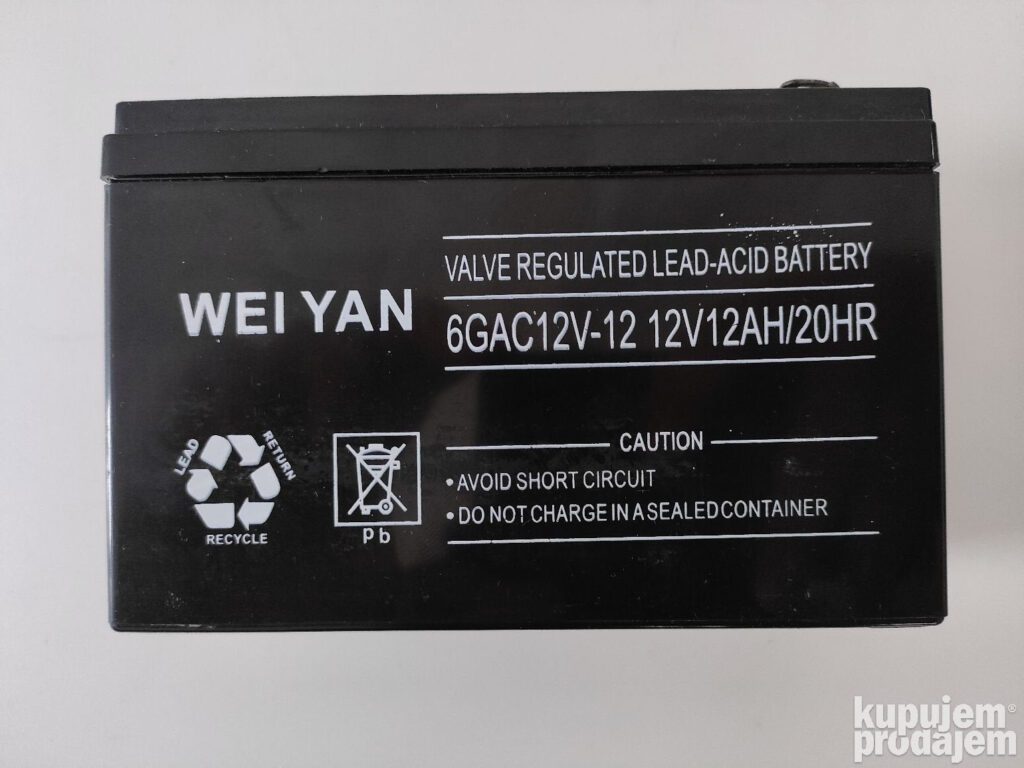 VALVE REGULATED LEAD-ACID BATTERY
WEI YAN
6GAC12V-12 12V12AH/20HR
LEAD
RETURN
RECYCLE
Pb
CAUTION
• AVOID SHORT CIRCUIT
• DO NOT CHARGE IN A SEALED CONTAINER
kupujem®
prodajem